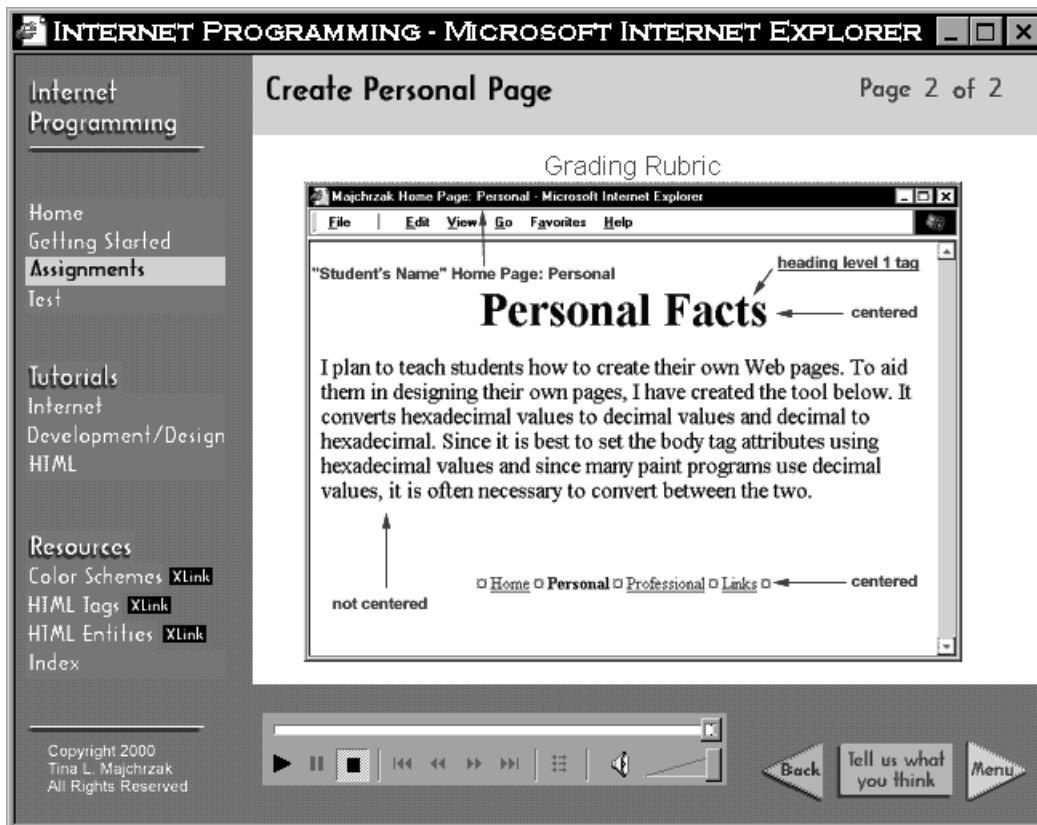 INTERNET PROGRAMMING - MICROSOFT INTERNET EXPLORER
Internet
Programming
Home
Getting Started
Assignments
Test
Tutorials
Internet
Development/Design
HTML
Resources
Color Schemes XLink
HTML Tags XLink
HTML Entities XLink
Index
Copyright 2000
Tina L. Majchrzak
All Rights Reserved
Create Personal Page
Page 2 of 2
Grading Rubric
Majchrzak Home Page: Personal - Microsoft Internet Explorer
File Edit View Go Favorites Help
"Student's Name" Home Page: Personal
heading level 1 tag
Personal Facts
centered
I plan to teach students how to create their own Web pages. To aid
them in designing their own pages, I have created the tool below. It
converts hexadecimal values to decimal values and decimal to
hexadecimal. Since it is best to set the body tag attributes using
hexadecimal values and since many paint programs use decimal
values, it is often necessary to convert between the two.
¤ Home ¤ Personal ¤ Professional ¤ Links ¤
centered
not centered
Back
Tell us what
you think
Menu